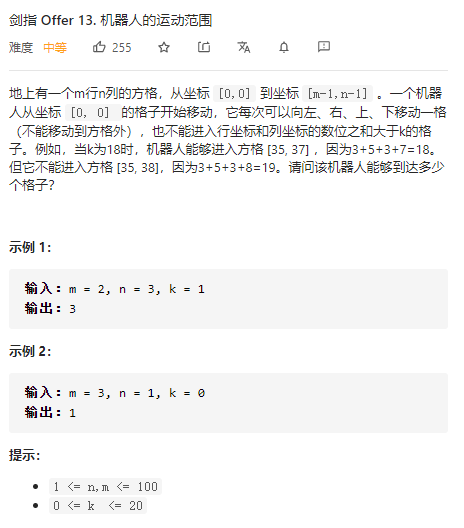 剑指 Offer 13. 机器人的运动范围
难度 中等 255
地上有一个m行n列的方格，从坐标 [0,0] 到坐标 [m-1,n-1] 。一个机器
人从坐标 [0, 0] 的格子开始移动，它每次可以向左、右、上、下移动一格
（不能移动到方格外），也不能进入行坐标和列坐标的数位之和大于k的格
子。例如，当k为18时，机器人能够进入方格 [35, 37] ，因为3+5+3+7=18。
但它不能进入方格 [35, 38]，因为3+5+3+8=19。请问该机器人能够到达多少
个格子？
示例 1：
输入：m = 2, n = 3, k = 1
输出：3
示例 2：
输入：m = 3, n = 1, k = 0
输出：1
提示：
1 <= n,m <= 100
0 <= k <= 20